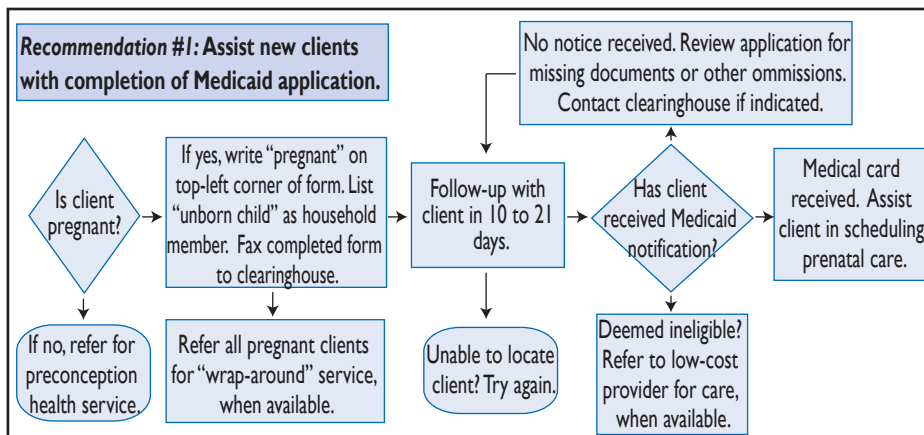 Recommendation #1: Assist new clients
with completion of Medicaid application.
No notice received. Review application for
missing documents or other ommissions.
Contact clearinghouse if indicated.
Is client
pregnant?
If yes, write “pregnant” on
top-left corner of form. List
“unborn child” as household
member. Fax completed form
to clearinghouse.
Follow-up with
client in 10 to 21
days.
Has client
received Medicaid
notification?
Medical card
received. Assist
client in scheduling
prenatal care.
If no, refer for
preconception
health service.
Refer all pregnant clients
for “wrap-around” service,
when available.
Unable to locate
client? Try again.
Deemed ineligible?
Refer to low-cost
provider for care,
when available.